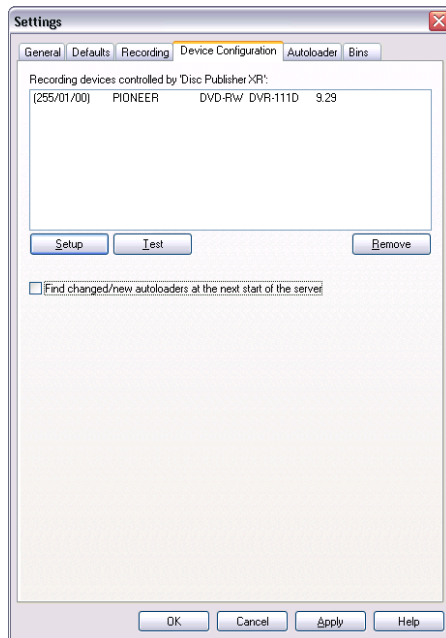 Settings
General Defaults Recording Device Configuration Autoloader Bins
Recording devices controlled by 'Disc Publisher XR':
(255/01/00) PIONEER DVD-RW DVR-111D 9.29
Setup Test Remove
Find changed/new autoloaders at the next start of the server
OK Cancel Apply Help